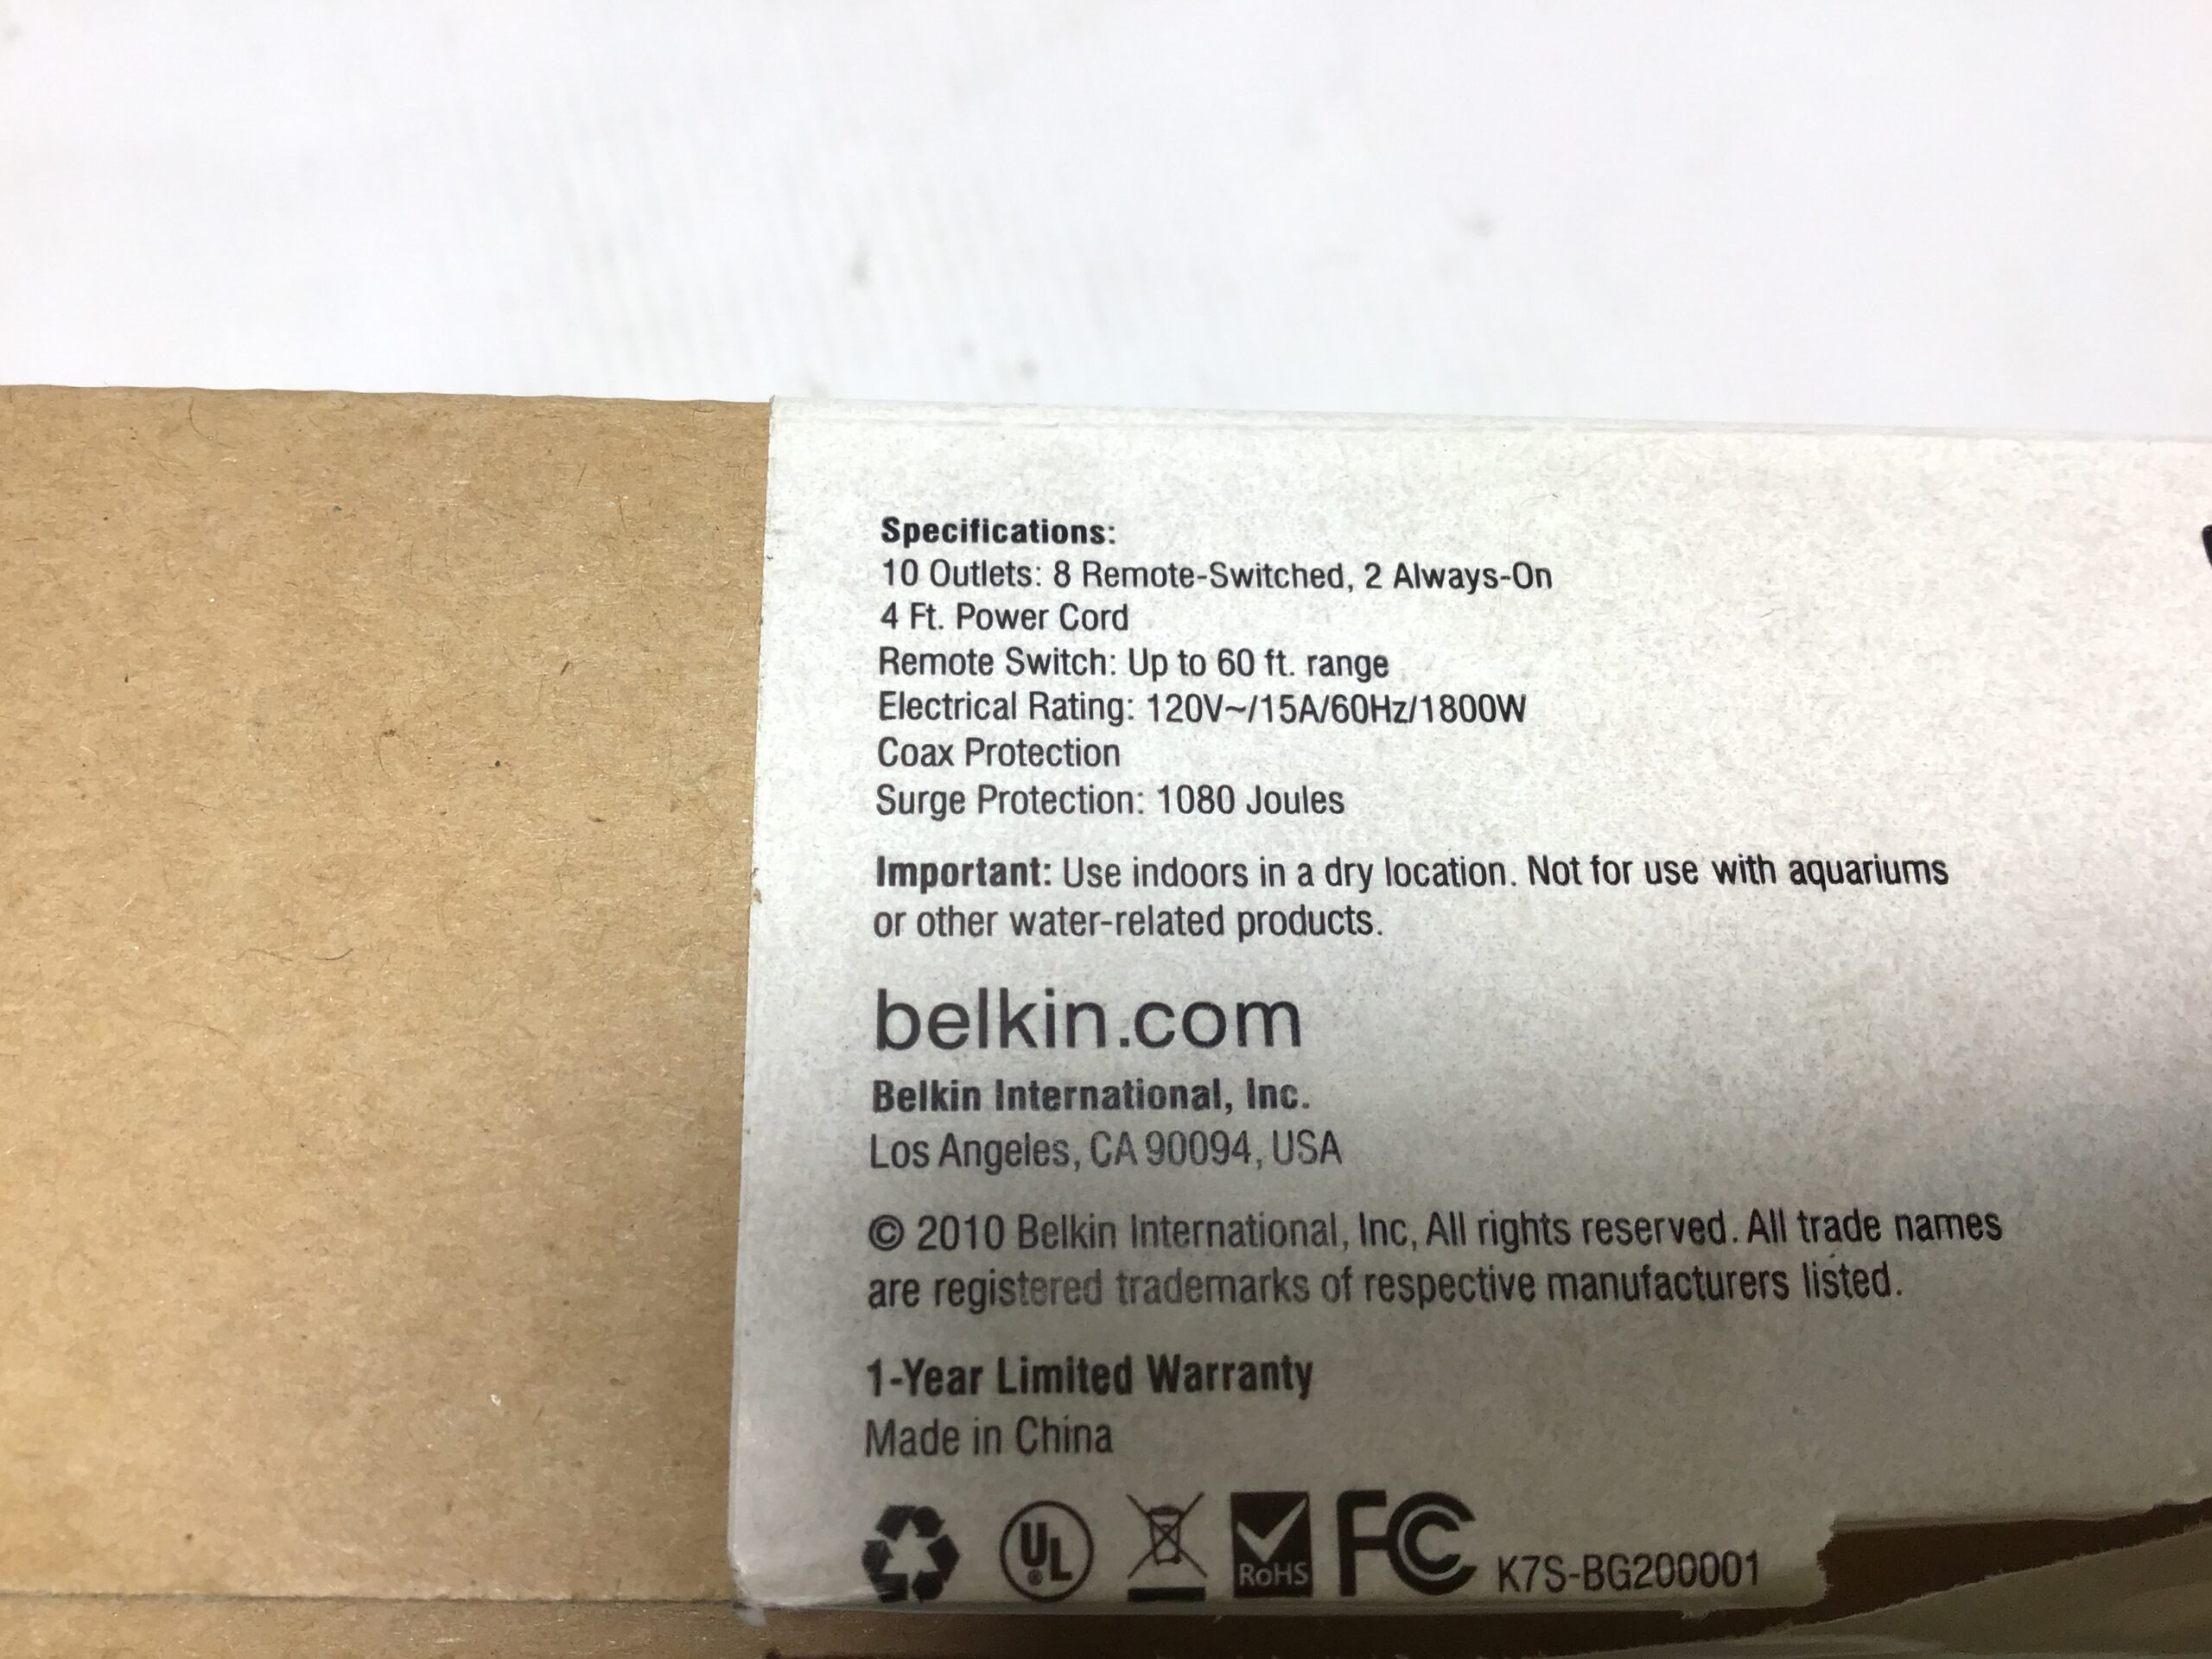 Specifications:
10 Outlets: 8 Remote-Switched, 2 Always-On
4 Ft. Power Cord
Remote Switch: Up to 60 ft. range
Electrical Rating: 120V~/15A/60Hz/1800W
Coax Protection
Surge Protection: 1080 Joules
Important: Use indoors in a dry location. Not for use with aquariums
or other water-related products.
belkin.com
Belkin International, Inc.
Los Angeles, CA 90094, USA
© 2010 Belkin International, Inc, All rights reserved. All trade names
are registered trademarks of respective manufacturers listed.
1-Year Limited Warranty
Made in China
UL RoHS FC K7S-BG200001